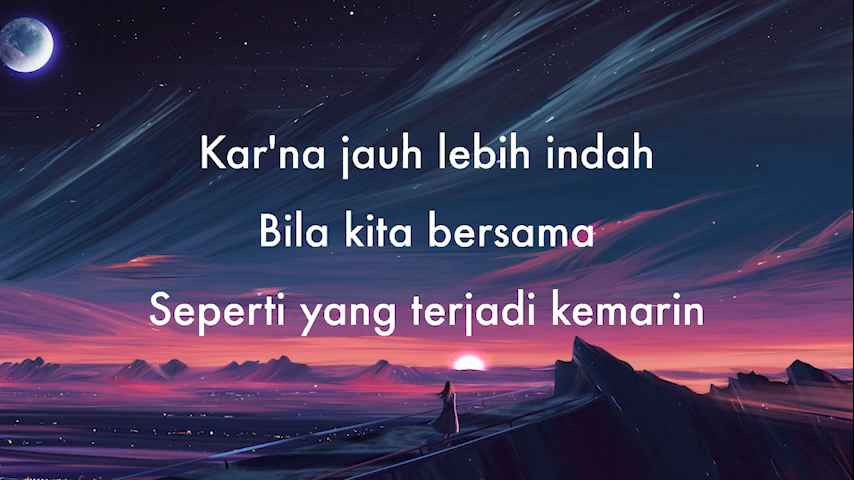 Kar'na jauh lebih indah
Bila kita bersama
Seperti yang terjadi kemarin